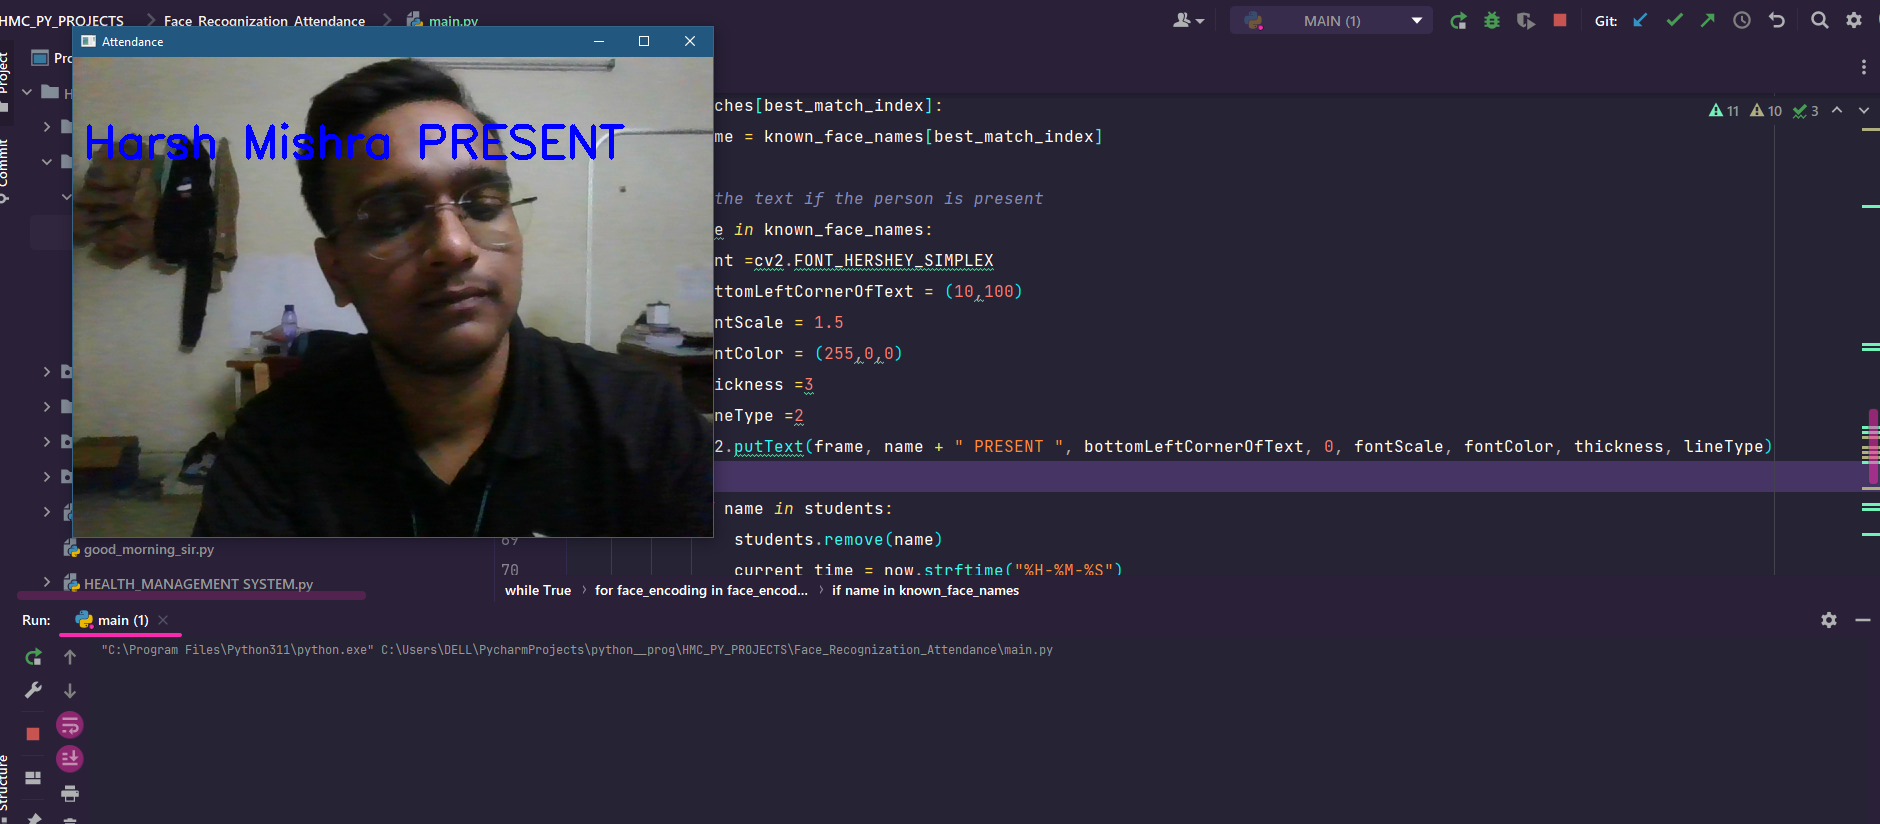 HMC_PY_PROJECTS Face_Recognization_Attendance main.py
MAIN (1) Git:
Attendance
Project
Commit
Harsh Mishra PRESENT
11 10 3
ches[best_match_index]:
me = known_face_names[best_match_index]
the text if the person is present
e in known_face_names:
nt =cv2.FONT_HERSHEY_SIMPLEX
ttomLeftCornerOfText = (10,100)
ntScale = 1.5
ntColor = (255,0,0)
ickness =3
neType =2
2.putText(frame, name + " PRESENT ", bottomLeftCornerOfText, 0, fontScale, fontColor, thickness, lineType)
name in students:
69 students.remove(name)
70 current_time = now.strftime("%H-%M-%S")
good_morning_sir.py
HEALTH_MANAGEMENT SYSTEM.py
while True for face_encoding in face_encod... if name in known_face_names
Run: main (1)
"C:\Program Files\Python311\python.exe" C:\Users\DELL\PycharmProjects\python__prog\HMC_PY_PROJECTS\Face_Recognization_Attendance\main.py
Structure